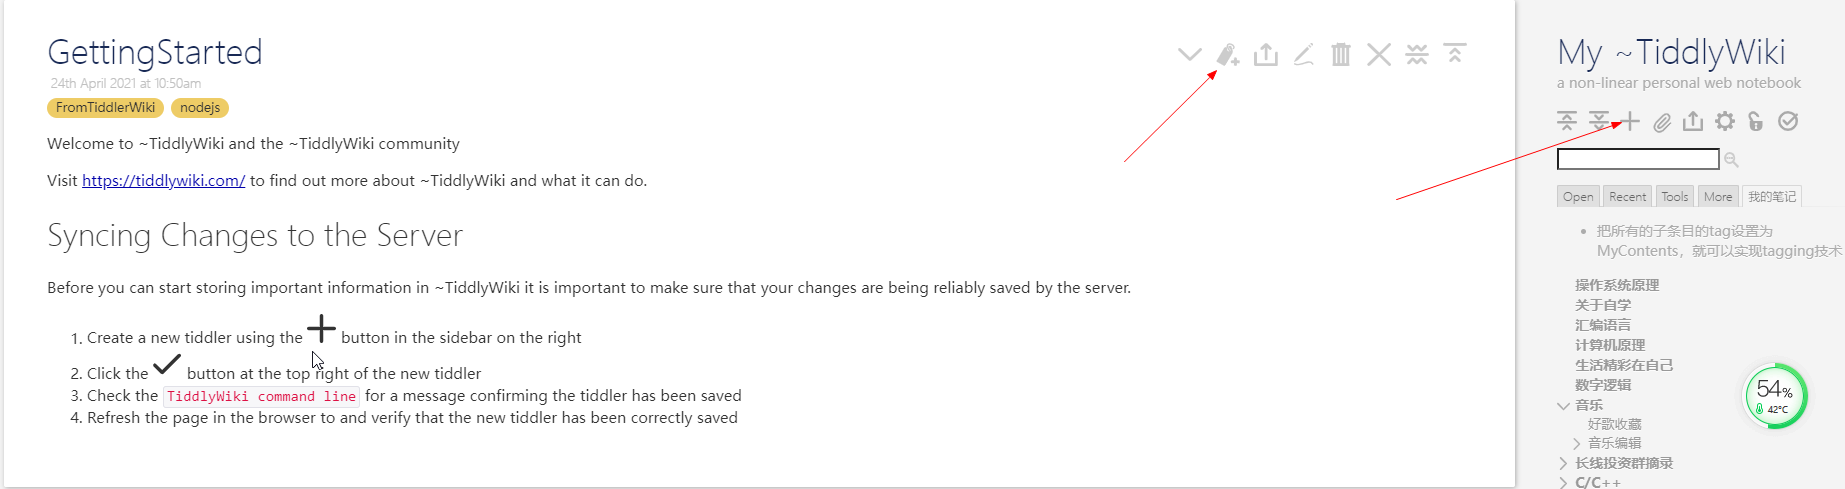 GettingStarted
24th April 2021 at 10:50am
FromTiddlerWiki nodejs
Welcome to ~TiddlyWiki and the ~TiddlyWiki community
Visit https://tiddlywiki.com/ to find out more about ~TiddlyWiki and what it can do.
Syncing Changes to the Server
Before you can start storing important information in ~TiddlyWiki it is important to make sure that your changes are being reliably saved by the server.
1. Create a new tiddler using the button in the sidebar on the right
2. Click the button at the top right of the new tiddler
3. Check the TiddlyWiki command line for a message confirming the tiddler has been saved
4. Refresh the page in the browser to and verify that the new tiddler has been correctly saved
My ~TiddlyWiki
a non-linear personal web notebook
Open Recent Tools More 我的笔记
把所有的子条目的tag设置为
MyContents，就可以实现tagging技术
操作系统原理
关于自学
汇编语言
计算机原理
生活精彩在自己
数字逻辑
音乐
好歌收藏
音乐编辑
长线投资群摘录
C/C++
54%
42°C